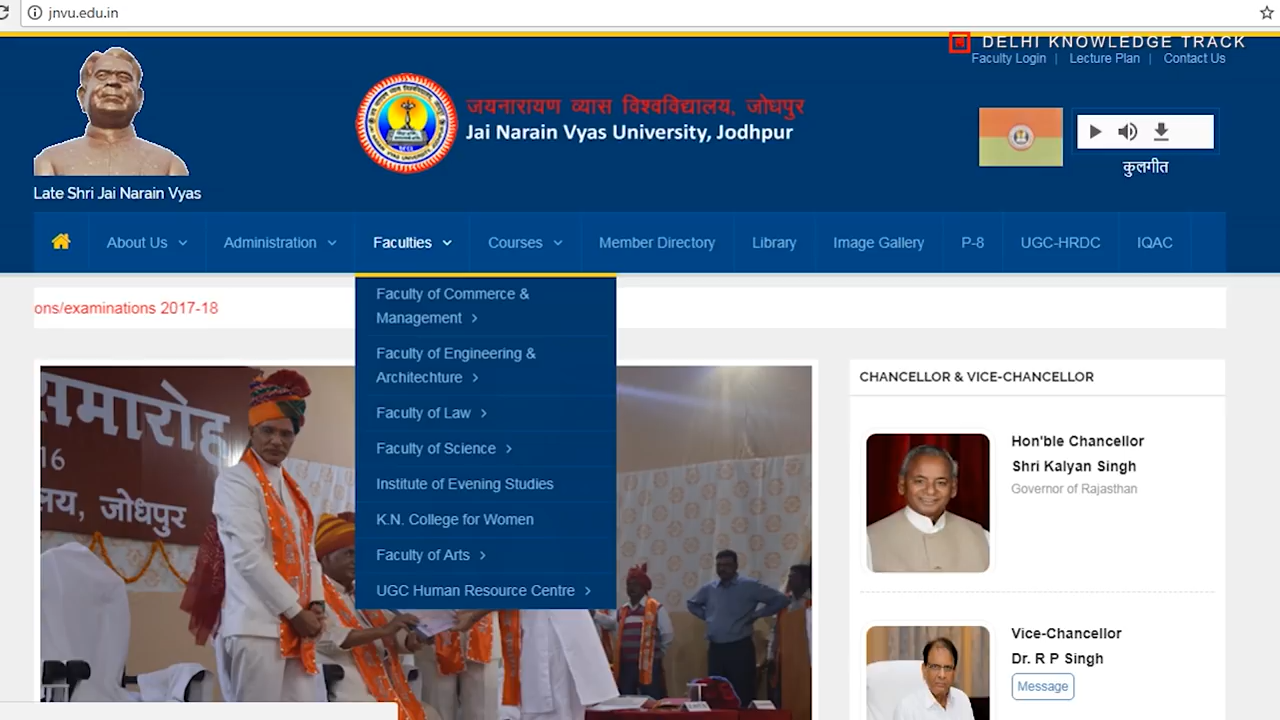 jnvu.edu.in
DELHI KNOWLEDGE TRACK
Faculty Login | Lecture Plan | Contact Us
जयनारायण व्यास विश्वविद्यालय, जोधपुर
Jai Narain Vyas University, Jodhpur
कुलगीत
Late Shri Jai Narain Vyas
About Us Administration Faculties Courses Member Directory Library Image Gallery P-8 UGC-HRDC IQAC
ons/examinations 2017-18
Faculty of Commerce &
Management
Faculty of Engineering &
Architechture
Faculty of Law
Faculty of Science
Institute of Evening Studies
K.N. College for Women
Faculty of Arts
UGC Human Resource Centre
समारोह
16
लय, जोधपुर
CHANCELLOR & VICE-CHANCELLOR
Hon'ble Chancellor
Shri Kalyan Singh
Governor of Rajasthan
Vice-Chancellor
Dr. R P Singh
Message